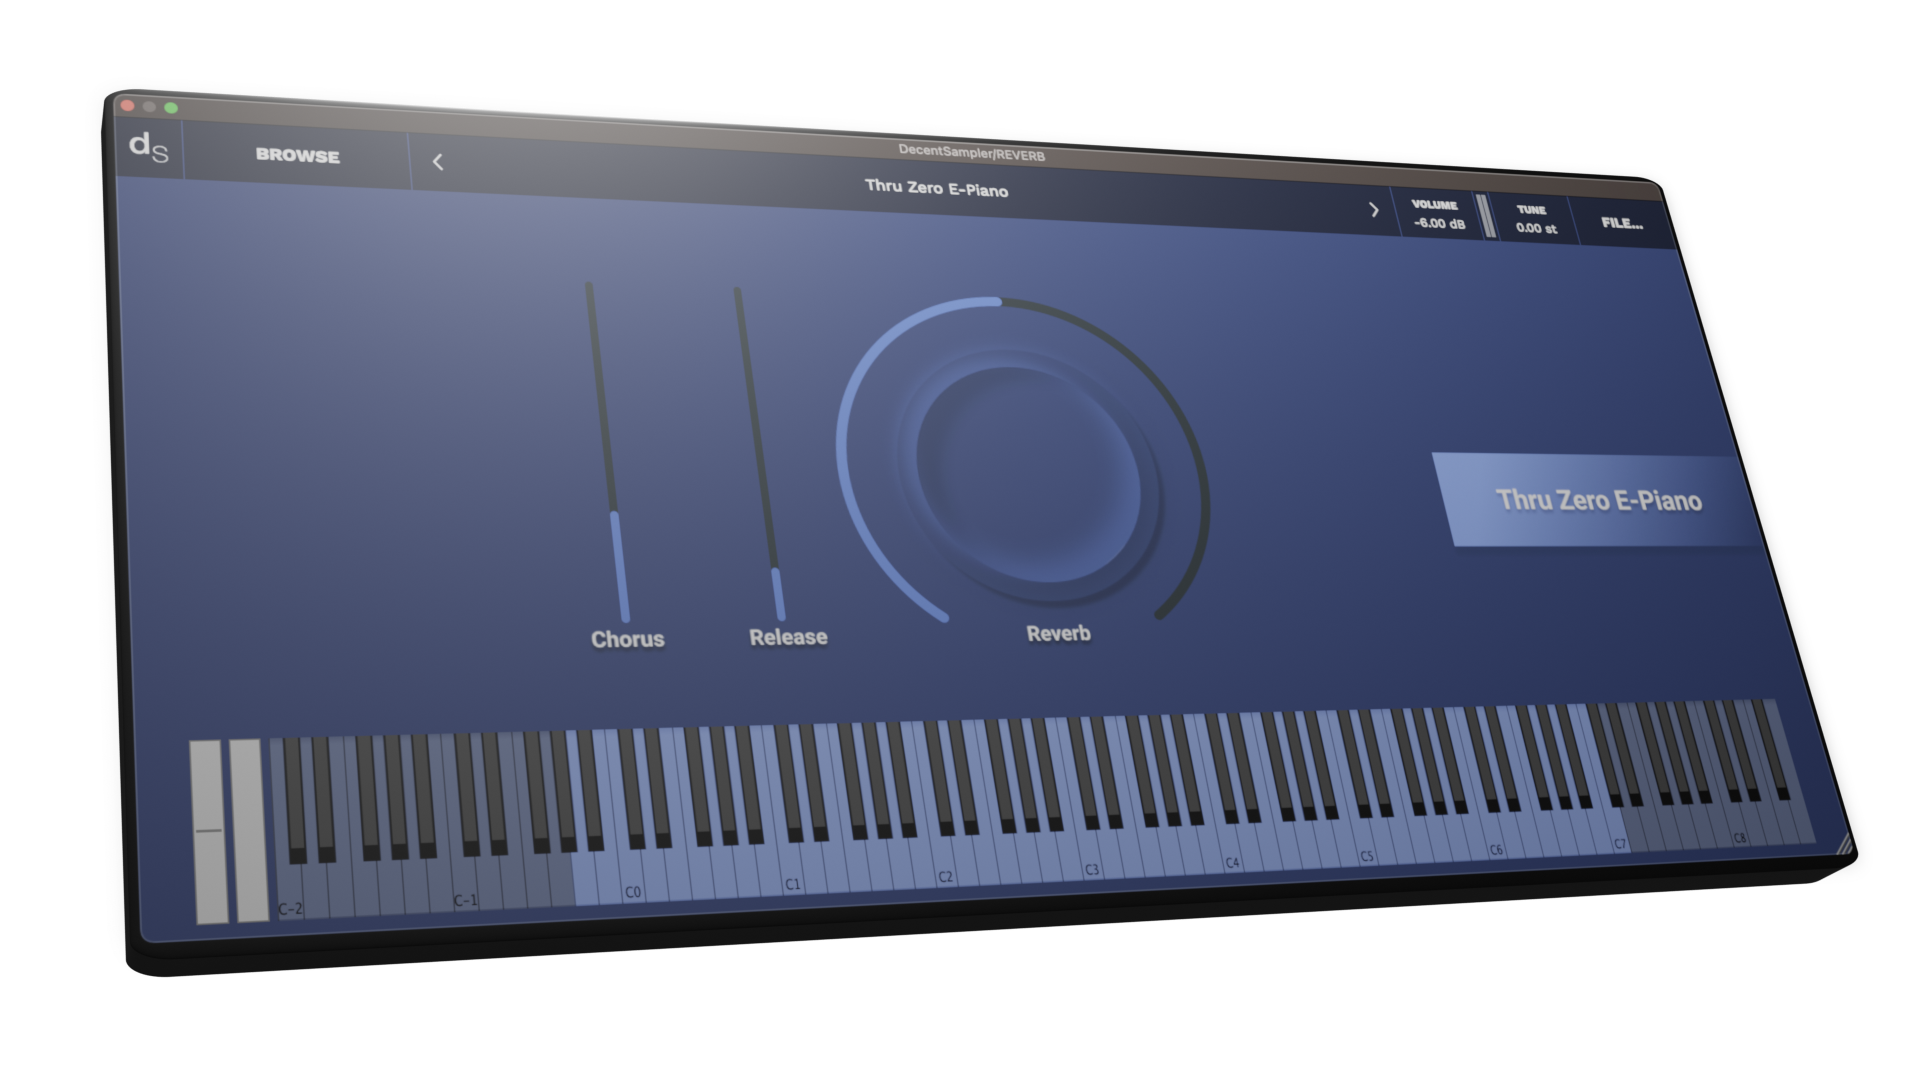 DecentSampler/REVERB
dS
BROWSE
<
Thru Zero E-Piano
>
VOLUME
-6.00 dB
TUNE
0.00 st
FILE...
Thru Zero E-Piano
Chorus
Release
Reverb
C-2
C-1
C0
C1
C2
C3
C4
C5
C6
C7
C8